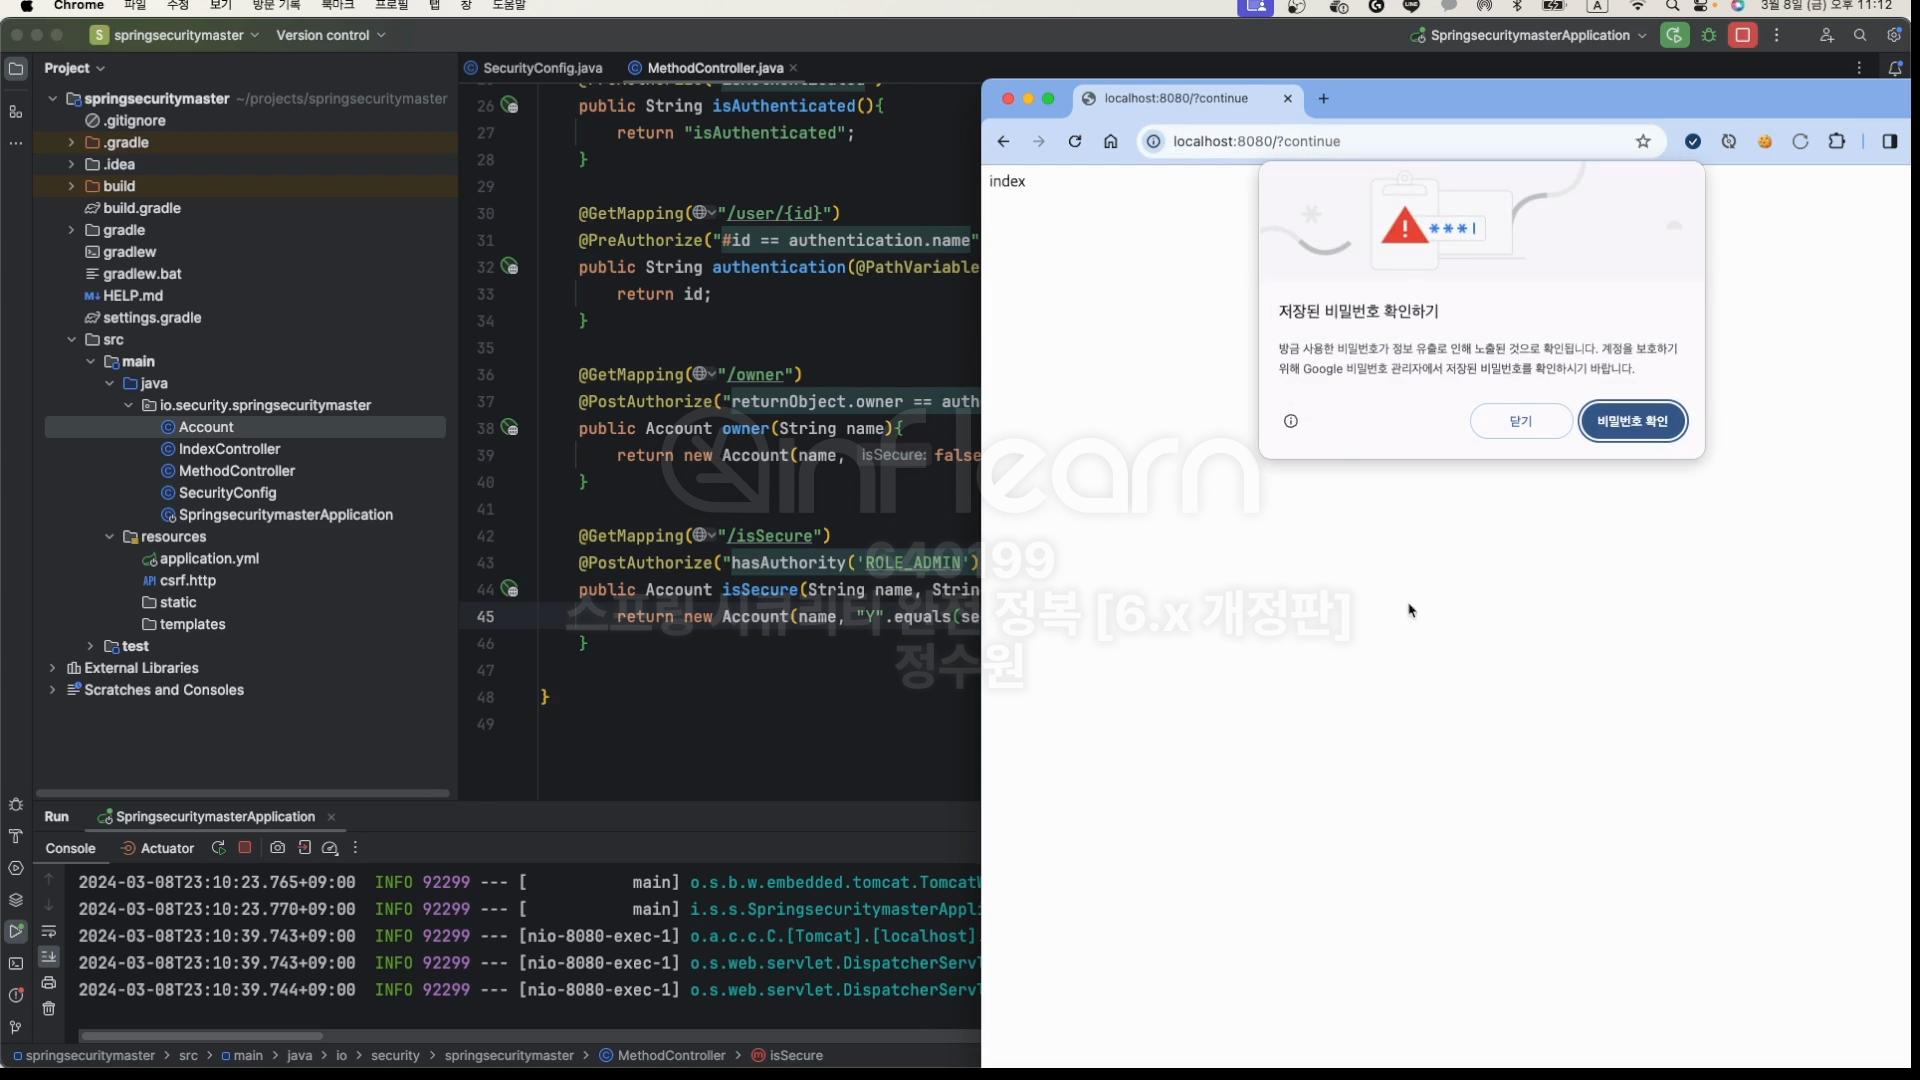 Chrome 파일 수정 보기 방문 기록 북마크 프로필 탭 창 도움말
A 3월 8일 (금) 오후 11:12
S springsecuritymaster Version control SpringsecuritymasterApplication
Project
springsecuritymaster ~/projects/springsecuritymaster
.gitignore
.gradle
.idea
build
build.gradle
gradle
gradlew
gradlew.bat
M↓ HELP.md
settings.gradle
src
main
java
io.security.springsecuritymaster
Account
IndexController
MethodController
SecurityConfig
SpringsecuritymasterApplication
resources
application.yml
API csrf.http
static
templates
test
External Libraries
Scratches and Consoles
SecurityConfig.java MethodController.java
26 public String isAuthenticated(){
27 return "isAuthenticated";
28 }
29
30 @GetMapping("/user/{id}")
31 @PreAuthorize("#id == authentication.name"
32 public String authentication(@PathVariable
33 return id;
34 }
35
36 @GetMapping("/owner")
37 @PostAuthorize("returnObject.owner == auth
38 public Account owner(String name){
39 return new Account(name, isSecure: false
40 }
41
42 @GetMapping("/isSecure")
43 @PostAuthorize("hasAuthority('ROLE_ADMIN')
44 public Account isSecure(String name, Strin
45 return new Account(name, "Y".equals(se
46 }
47
48 }
49
localhost:8080/?continue
localhost:8080/?continue
index
***|
저장된 비밀번호 확인하기
방금 사용한 비밀번호가 정보 유출로 인해 노출된 것으로 확인됩니다. 계정을 보호하기
위해 Google 비밀번호 관리자에서 저장된 비밀번호를 확인하시기 바랍니다.
닫기 비밀번호 확인
inflearn
640199
스프링 시큐리티 완전 정복 [6.x 개정판]
정수원
Run SpringsecuritymasterApplication
Console Actuator
2024-03-08T23:10:23.765+09:00 INFO 92299 --- [ main] o.s.b.w.embedded.tomcat.TomcatW
2024-03-08T23:10:23.770+09:00 INFO 92299 --- [ main] i.s.s.SpringsecuritymasterAppli
2024-03-08T23:10:39.743+09:00 INFO 92299 --- [nio-8080-exec-1] o.a.c.c.C.[Tomcat].[localhost].
2024-03-08T23:10:39.743+09:00 INFO 92299 --- [nio-8080-exec-1] o.s.web.servlet.DispatcherServl
2024-03-08T23:10:39.744+09:00 INFO 92299 --- [nio-8080-exec-1] o.s.web.servlet.DispatcherServl
springsecuritymaster > src > main > java > io > security > springsecuritymaster > MethodController > isSecure